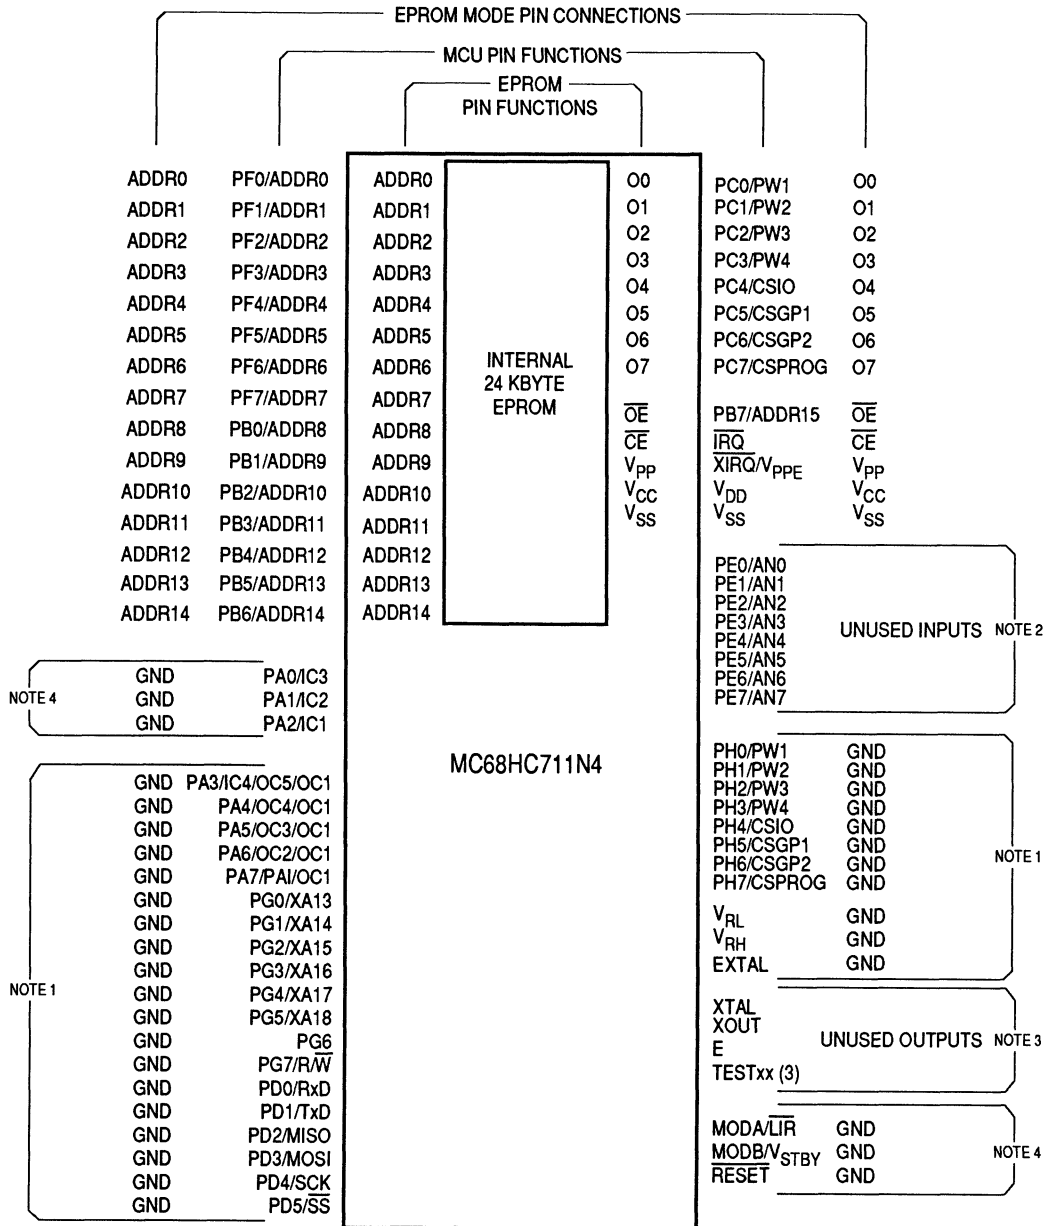 EPROM MODE PIN CONNECTIONS
MCU PIN FUNCTIONS
EPROM
PIN FUNCTIONS
ADDR0 PF0/ADDR0 ADDR0 O0 PC0/PW1 O0
ADDR1 PF1/ADDR1 ADDR1 O1 PC1/PW2 O1
ADDR2 PF2/ADDR2 ADDR2 O2 PC2/PW3 O2
ADDR3 PF3/ADDR3 ADDR3 O3 PC3/PW4 O3
ADDR4 PF4/ADDR4 ADDR4 O4 PC4/CSIO O4
ADDR5 PF5/ADDR5 ADDR5 O5 PC5/CSGP1 O5
ADDR6 PF6/ADDR6 ADDR6 O6 PC6/CSGP2 O6
ADDR7 PF7/ADDR7 ADDR7 O7 PC7/CSPROG O7
ADDR8 PB0/ADDR8 ADDR8 OE PB7/ADDR15 OE
ADDR9 PB1/ADDR9 ADDR9 CE IRQ CE
ADDR10 PB2/ADDR10 ADDR10 VPP XIRQ/VPPE VPP
ADDR11 PB3/ADDR11 ADDR11 VCC VDD VCC
ADDR12 PB4/ADDR12 ADDR12 VSS VSS VSS
ADDR13 PB5/ADDR13 ADDR13
ADDR14 PB6/ADDR14 ADDR14
INTERNAL
24 KBYTE
EPROM
PE0/AN0
PE1/AN1
PE2/AN2
PE3/AN3
PE4/AN4
PE5/AN5
PE6/AN6
PE7/AN7
UNUSED INPUTS NOTE 2
NOTE 4
GND PA0/IC3
GND PA1/IC2
GND PA2/IC1
MC68HC711N4
GND PA3/IC4/OC5/OC1
GND PA4/OC4/OC1
GND PA5/OC3/OC1
GND PA6/OC2/OC1
GND PA7/PAI/OC1
GND PG0/XA13
GND PG1/XA14
GND PG2/XA15
GND PG3/XA16
GND PG4/XA17
GND PG5/XA18
GND PG6
GND PG7/R/W
GND PD0/RxD
GND PD1/TxD
GND PD2/MISO
GND PD3/MOSI
GND PD4/SCK
GND PD5/SS
NOTE 1
PH0/PW1 GND
PH1/PW2 GND
PH2/PW3 GND
PH3/PW4 GND
PH4/CSIO GND
PH5/CSGP1 GND
PH6/CSGP2 GND
PH7/CSPROG GND
VRL GND
VRH GND
EXTAL GND
NOTE 1
XTAL
XOUT
E
TESTxx (3)
UNUSED OUTPUTS NOTE 3
MODA/LIR GND
MODB/VSTBY GND
RESET GND
NOTE 4